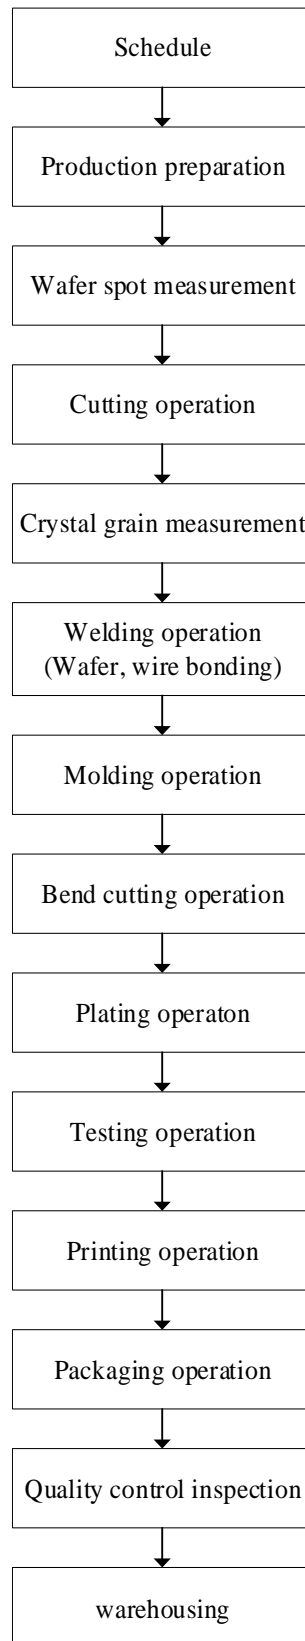 Schedule
Production preparation
Wafer spot measurement
Cutting operation
Crystal grain measurement
Welding operation
(Wafer, wire bonding)
Molding operation
Bend cutting operation
Plating operaton
Testing operation
Printing operation
Packaging operation
Quality control inspection
warehousing